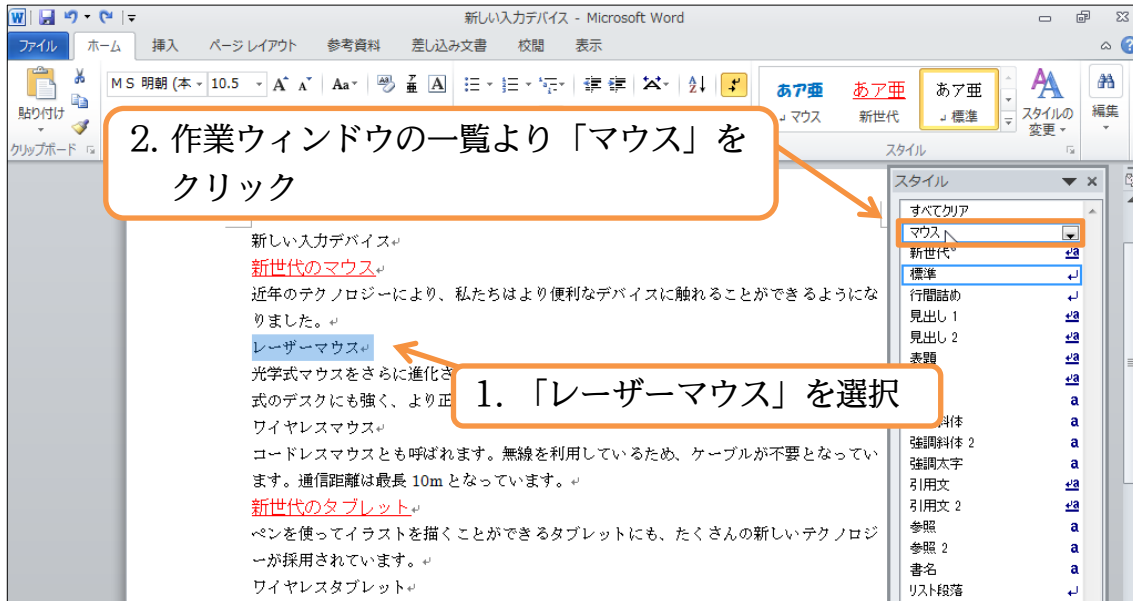 新しい入力デバイス - Microsoft Word
ファイル ホーム 挿入 ページ レイアウト 参考資料 差し込み文書 校閲 表示
MS 明朝 (本 10.5
貼り付け
クリップボード
あア亜 あア亜 あア亜
↲ マウス 新世代 ↲ 標準
スタイルの
変更
編集
スタイル
2. 作業ウィンドウの一覧より「マウス」を
クリック
新しい入力デバイス↵
新世代のマウス↵
近年のテクノロジーにより、私たちはより便利なデバイスに触れることができるようにな
りました。↵
レーザーマウス↵
光学式マウスをさらに進化さ
式のデスクにも強く、より正
1. 「レーザーマウス」を選択
ワイヤレスマウス↵
コードレスマウスとも呼ばれます。無線を利用しているため、ケーブルが不要となってい
ます。通信距離は最長 10m となっています。↵
新世代のタブレット↵
ペンを使ってイラストを描くことができるタブレットにも、たくさんの新しいテクノロジ
ーが採用されています。↵
ワイヤレスタブレット↵
スタイル
すべてクリア
マウス
新世代
標準
行間詰め
見出し 1
見出し 2
表題
斜体
強調斜体 2
強調太字
引用文
引用文 2
参照
参照 2
書名
リスト段落